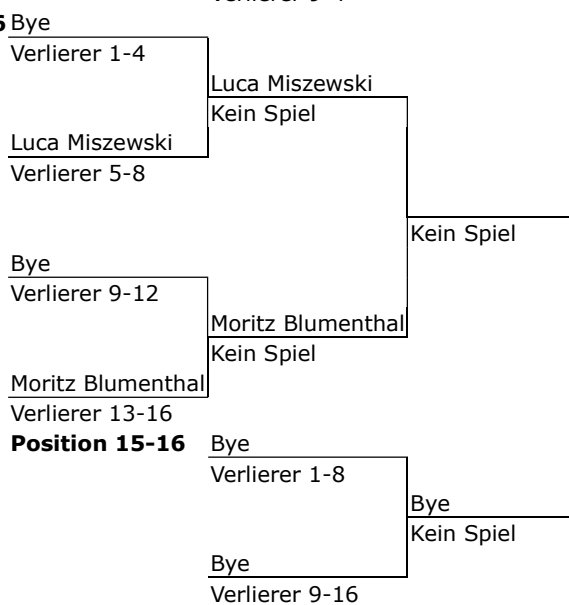 6 Bye
Verlierer 1-4
Luca Miszewski
Kein Spiel
Luca Miszewski
Verlierer 5-8
Kein Spiel
Bye
Verlierer 9-12
Moritz Blumenthal
Kein Spiel
Moritz Blumenthal
Verlierer 13-16
Position 15-16 Bye
Verlierer 1-8
Bye
Kein Spiel
Bye
Verlierer 9-16